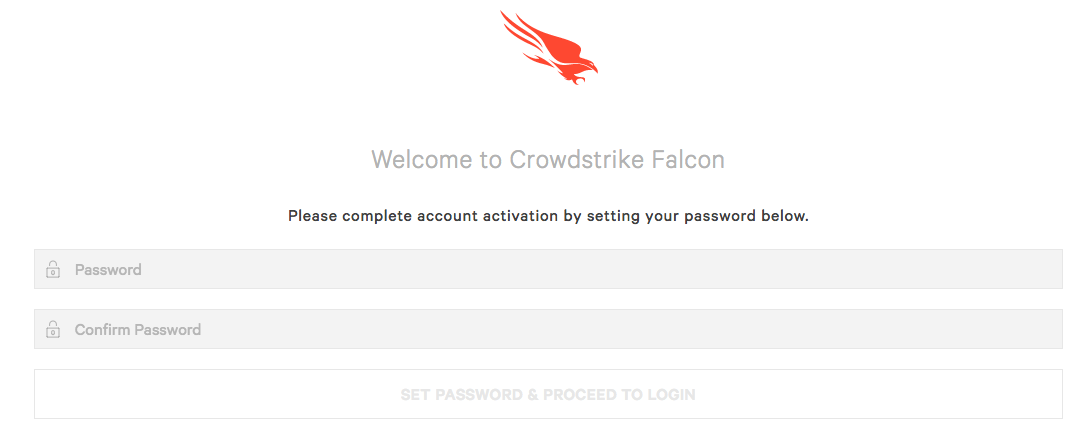 Welcome to Crowdstrike Falcon
Please complete account activation by setting your password below.
Password
Confirm Password
SET PASSWORD & PROCEED TO LOGIN